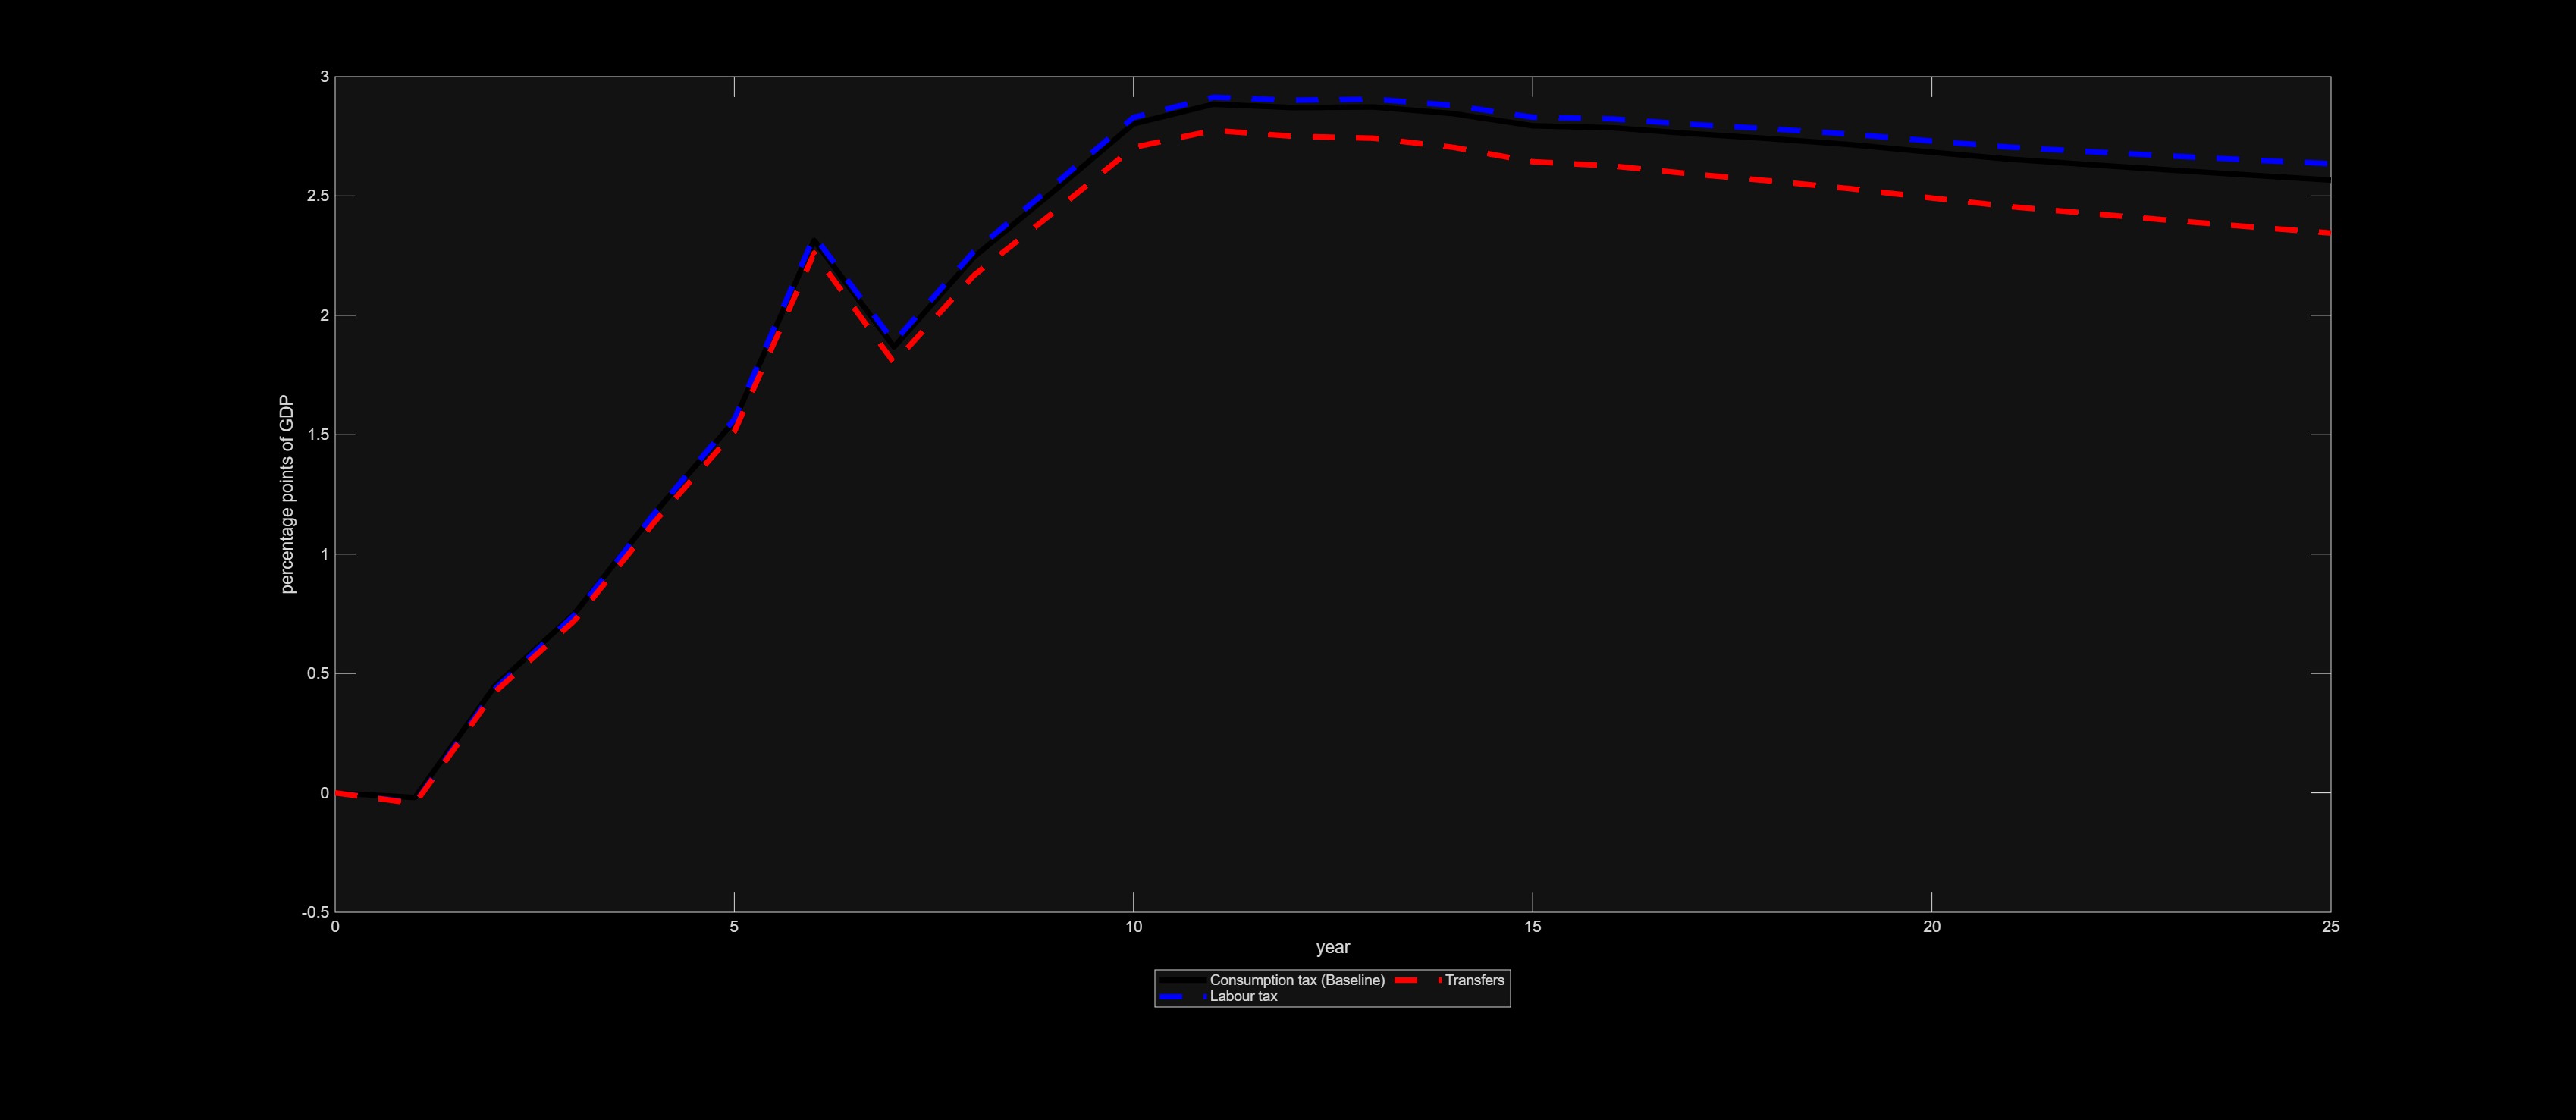 3
2.5
2
1.5
1
0.5
0
-0.5
percentage points of GDP
0 5 10 15 20 25
year
Consumption tax (Baseline) Transfers
Labour tax